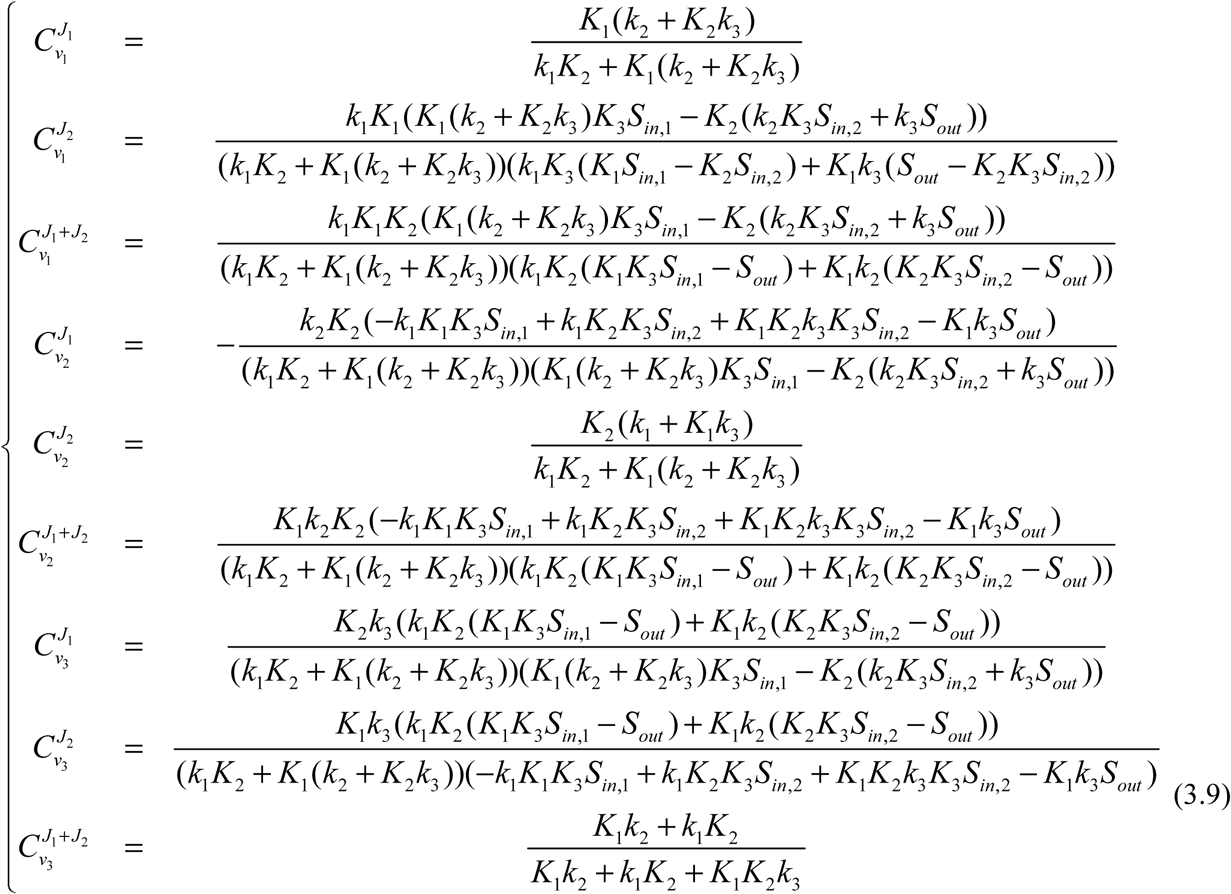 \left\{ C_{v_1}^{J_1} = \frac{K_1(k_2 + K_2k_3)}{k_1K_2 + K_1(k_2 + K_2k_3)}
C_{v_1}^{J_2} = \frac{k_1K_1(K_1(k_2 + K_2k_3)K_3S_{in,1} - K_2(k_2K_3S_{in,2} + k_3S_{out}))}{(k_1K_2 + K_1(k_2 + K_2k_3))(k_1K_3(K_1S_{in,1} - K_2S_{in,2}) + K_1k_3(S_{out} - K_2K_3S_{in,2}))}
C_{v_1}^{J_1+J_2} = \frac{k_1K_1K_2(K_1(k_2 + K_2k_3)K_3S_{in,1} - K_2(k_2K_3S_{in,2} + k_3S_{out}))}{(k_1K_2 + K_1(k_2 + K_2k_3))(k_1K_2(K_1K_3S_{in,1} - S_{out}) + K_1k_2(K_2K_3S_{in,2} - S_{out}))}
C_{v_2}^{J_1} = -\frac{k_2K_2(-k_1K_1K_3S_{in,1} + k_1K_2K_3S_{in,2} + K_1K_2k_3K_3S_{in,2} - K_1k_3S_{out})}{(k_1K_2 + K_1(k_2 + K_2k_3))(K_1(k_2 + K_2k_3)K_3S_{in,1} - K_2(k_2K_3S_{in,2} + k_3S_{out}))}
C_{v_2}^{J_2} = \frac{K_2(k_1 + K_1k_3)}{k_1K_2 + K_1(k_2 + K_2k_3)}
C_{v_2}^{J_1+J_2} = \frac{K_1k_2K_2(-k_1K_1K_3S_{in,1} + k_1K_2K_3S_{in,2} + K_1K_2k_3K_3S_{in,2} - K_1k_3S_{out})}{(k_1K_2 + K_1(k_2 + K_2k_3))(k_1K_2(K_1K_3S_{in,1} - S_{out}) + K_1k_2(K_2K_3S_{in,2} - S_{out}))}
C_{v_3}^{J_1} = \frac{K_2k_3(k_1K_2(K_1K_3S_{in,1} - S_{out}) + K_1k_2(K_2K_3S_{in,2} - S_{out}))}{(k_1K_2 + K_1(k_2 + K_2k_3))(K_1(k_2 + K_2k_3)K_3S_{in,1} - K_2(k_2K_3S_{in,2} + k_3S_{out}))}
C_{v_3}^{J_2} = \frac{K_1k_3(k_1K_2(K_1K_3S_{in,1} - S_{out}) + K_1k_2(K_2K_3S_{in,2} - S_{out}))}{(k_1K_2 + K_1(k_2 + K_2k_3))(-k_1K_1K_3S_{in,1} + k_1K_2K_3S_{in,2} + K_1K_2k_3K_3S_{in,2} - K_1k_3S_{out})}
(3.9)
C_{v_3}^{J_1+J_2} = \frac{K_1k_2 + k_1K_2}{K_1k_2 + k_1K_2 + K_1K_2k_3}